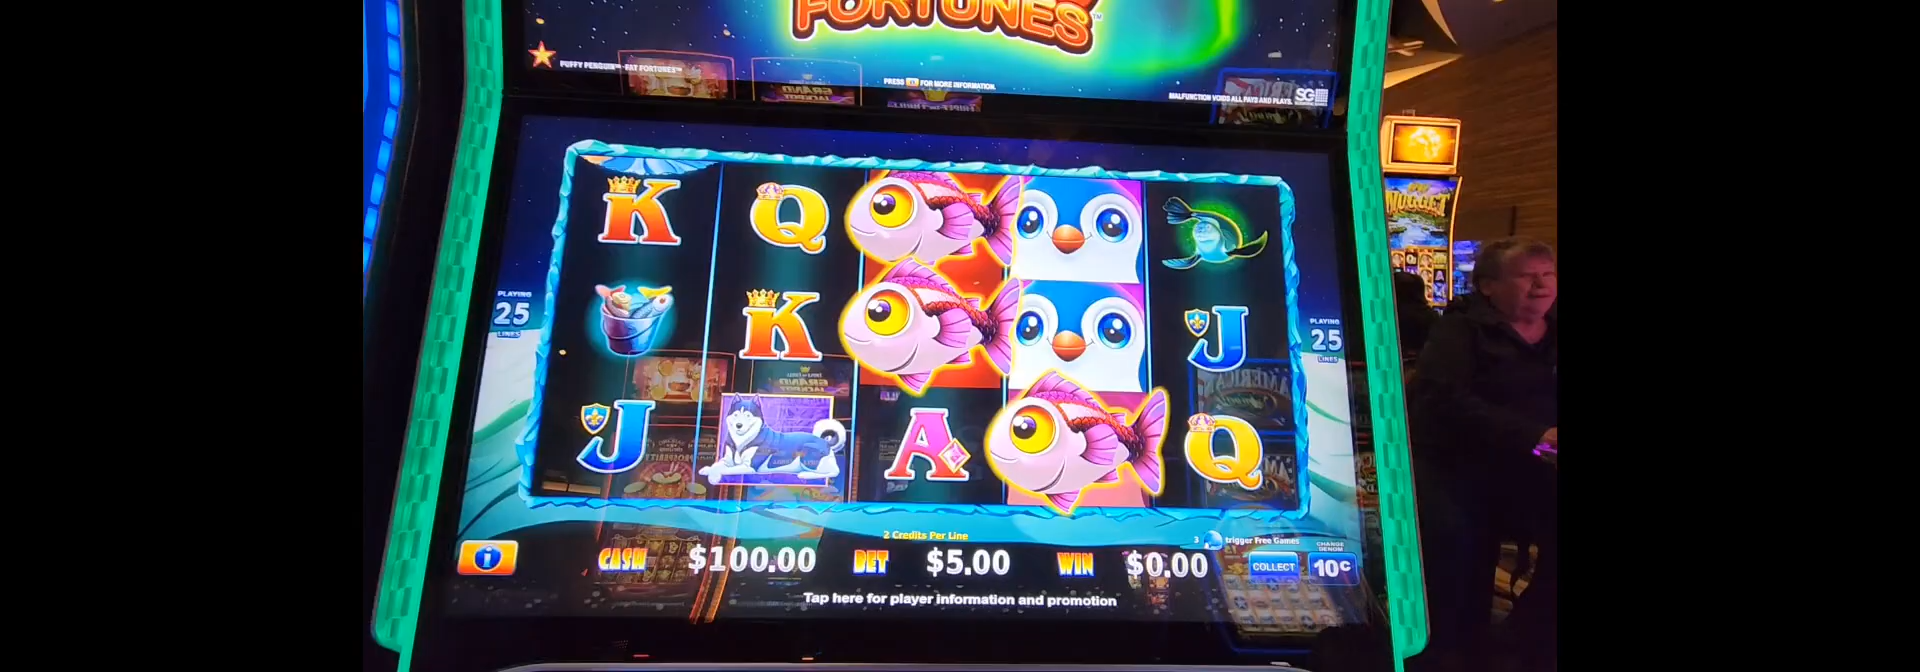 FORTUNES™
PUFFY PENGUIN™ - FAT FORTUNES™
PRESS FOR MORE INFORMATION.
MALFUNCTION VOIDS ALL PAYS AND PLAYS.
SG
NUGGET
K
Q
PLAYING
25
LINES
K
J
PLAYING
25
LINES
J
A
Q
2 Credits Per Line
3 trigger Free Games
CASH $100.00 BET $5.00 WIN $0.00
COLLECT
CHANGE
DENOM
10¢
Tap here for player information and promotion